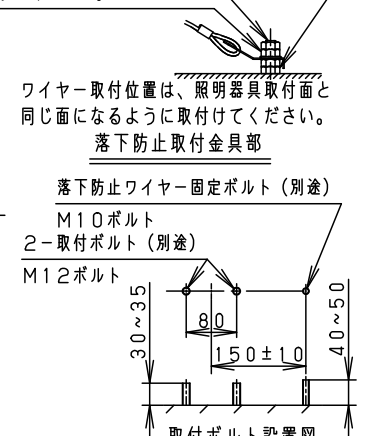 ワイヤー取付位置は、照明器具取付面と
同じ面になるように取付けてください。
落下防止取付金具部
落下防止ワイヤー固定ボルト（別途）
M10ボルト
2−取付ボルト（別途）
M12ボルト
80
150±10
30~35
40~50
取付ボルト設置図